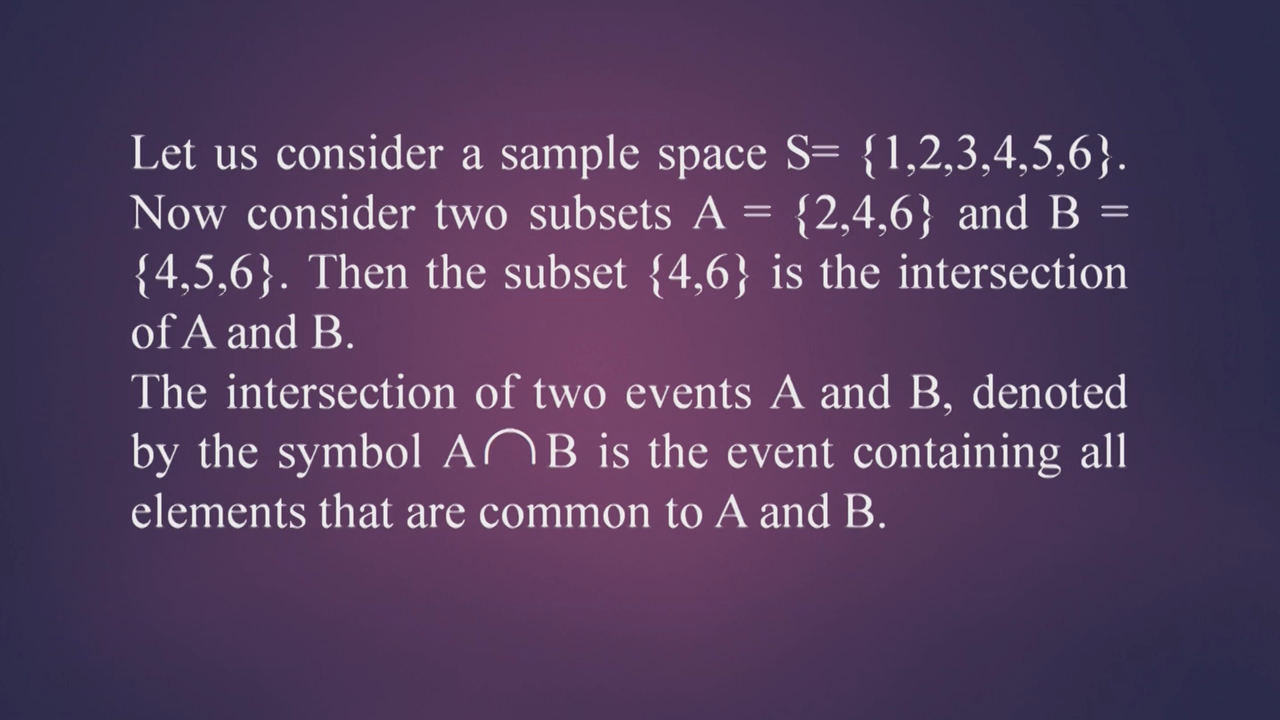 Let us consider a sample space S= {1,2,3,4,5,6}.
Now consider two subsets A = {2,4,6} and B =
{4,5,6}. Then the subset {4,6} is the intersection
of A and B.
The intersection of two events A and B, denoted
by the symbol A⋂B is the event containing all
elements that are common to A and B.